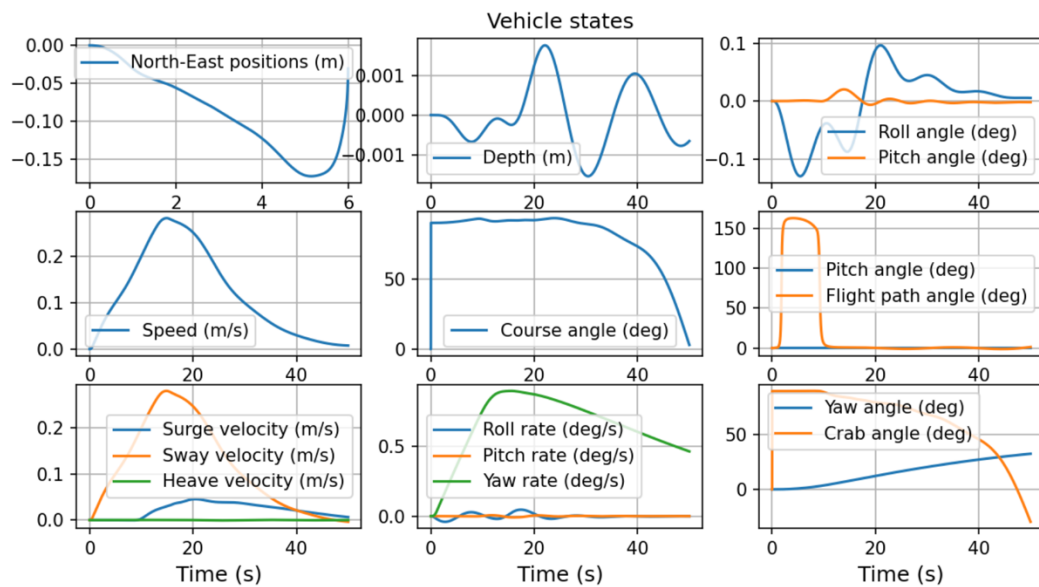 Vehicle states
0.00
−0.05
−0.10
−0.15
0
2
4
6
North-East positions (m)
0.001
0.000
−0.001
0
20
40
Depth (m)
0.1
0.0
−0.1
0
20
40
Roll angle (deg)
Pitch angle (deg)
0.2
0.1
0.0
0
20
40
Speed (m/s)
50
0
0
20
40
Course angle (deg)
150
100
50
0
0
20
40
Pitch angle (deg)
Flight path angle (deg)
0.2
0.1
0.0
0
20
40
Surge velocity (m/s)
Sway velocity (m/s)
Heave velocity (m/s)
Time (s)
0.5
0.0
0
20
40
Roll rate (deg/s)
Pitch rate (deg/s)
Yaw rate (deg/s)
Time (s)
50
0
0
20
40
Yaw angle (deg)
Crab angle (deg)
Time (s)